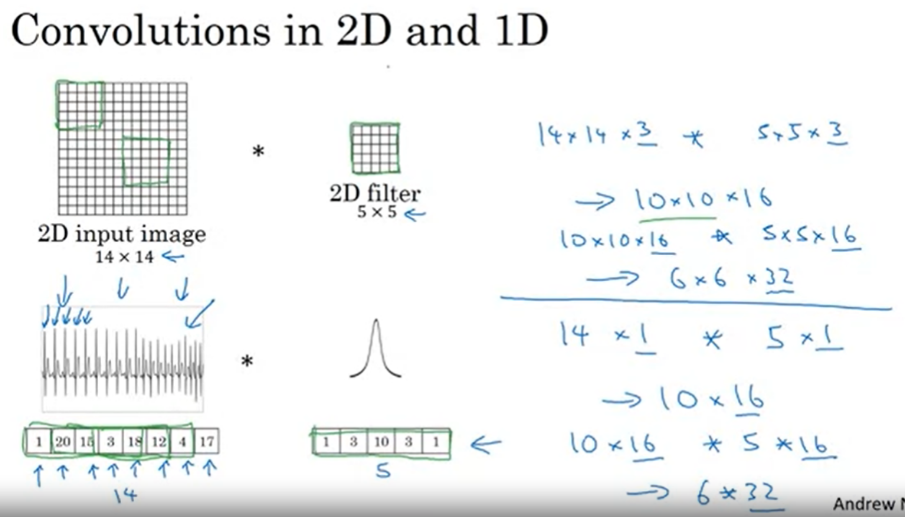 Convolutions in 2D and 1D
*
2D filter
5 × 5 ←
2D input image
14 × 14 ←
14×14 ×3 * 5×5×3
→ 10×10 ×16
10×10×16 * 5×5×16
→ 6×6 ×32
*
1 20 15 3 18 12 4 17
14
1 3 10 3 1 ←
5
14 ×1 * 5 ×1
→ 10×16
10×16 * 5 *16
→ 6*32
Andrew N